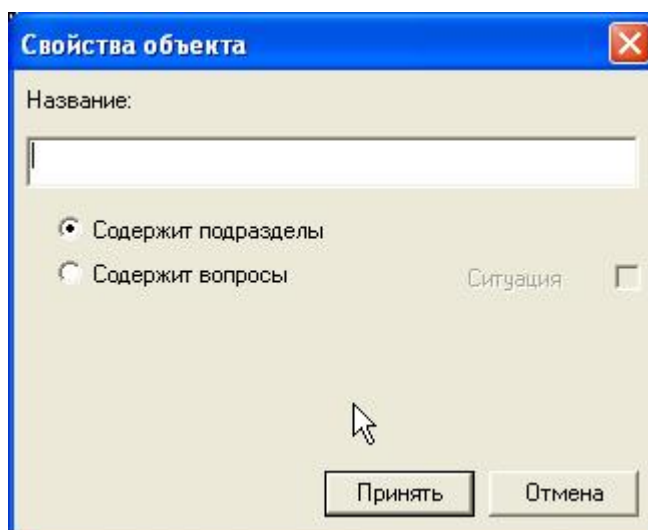 Свойства объекта
Название:
Содержит подразделы
Содержит вопросы Ситуация
Принять Отмена